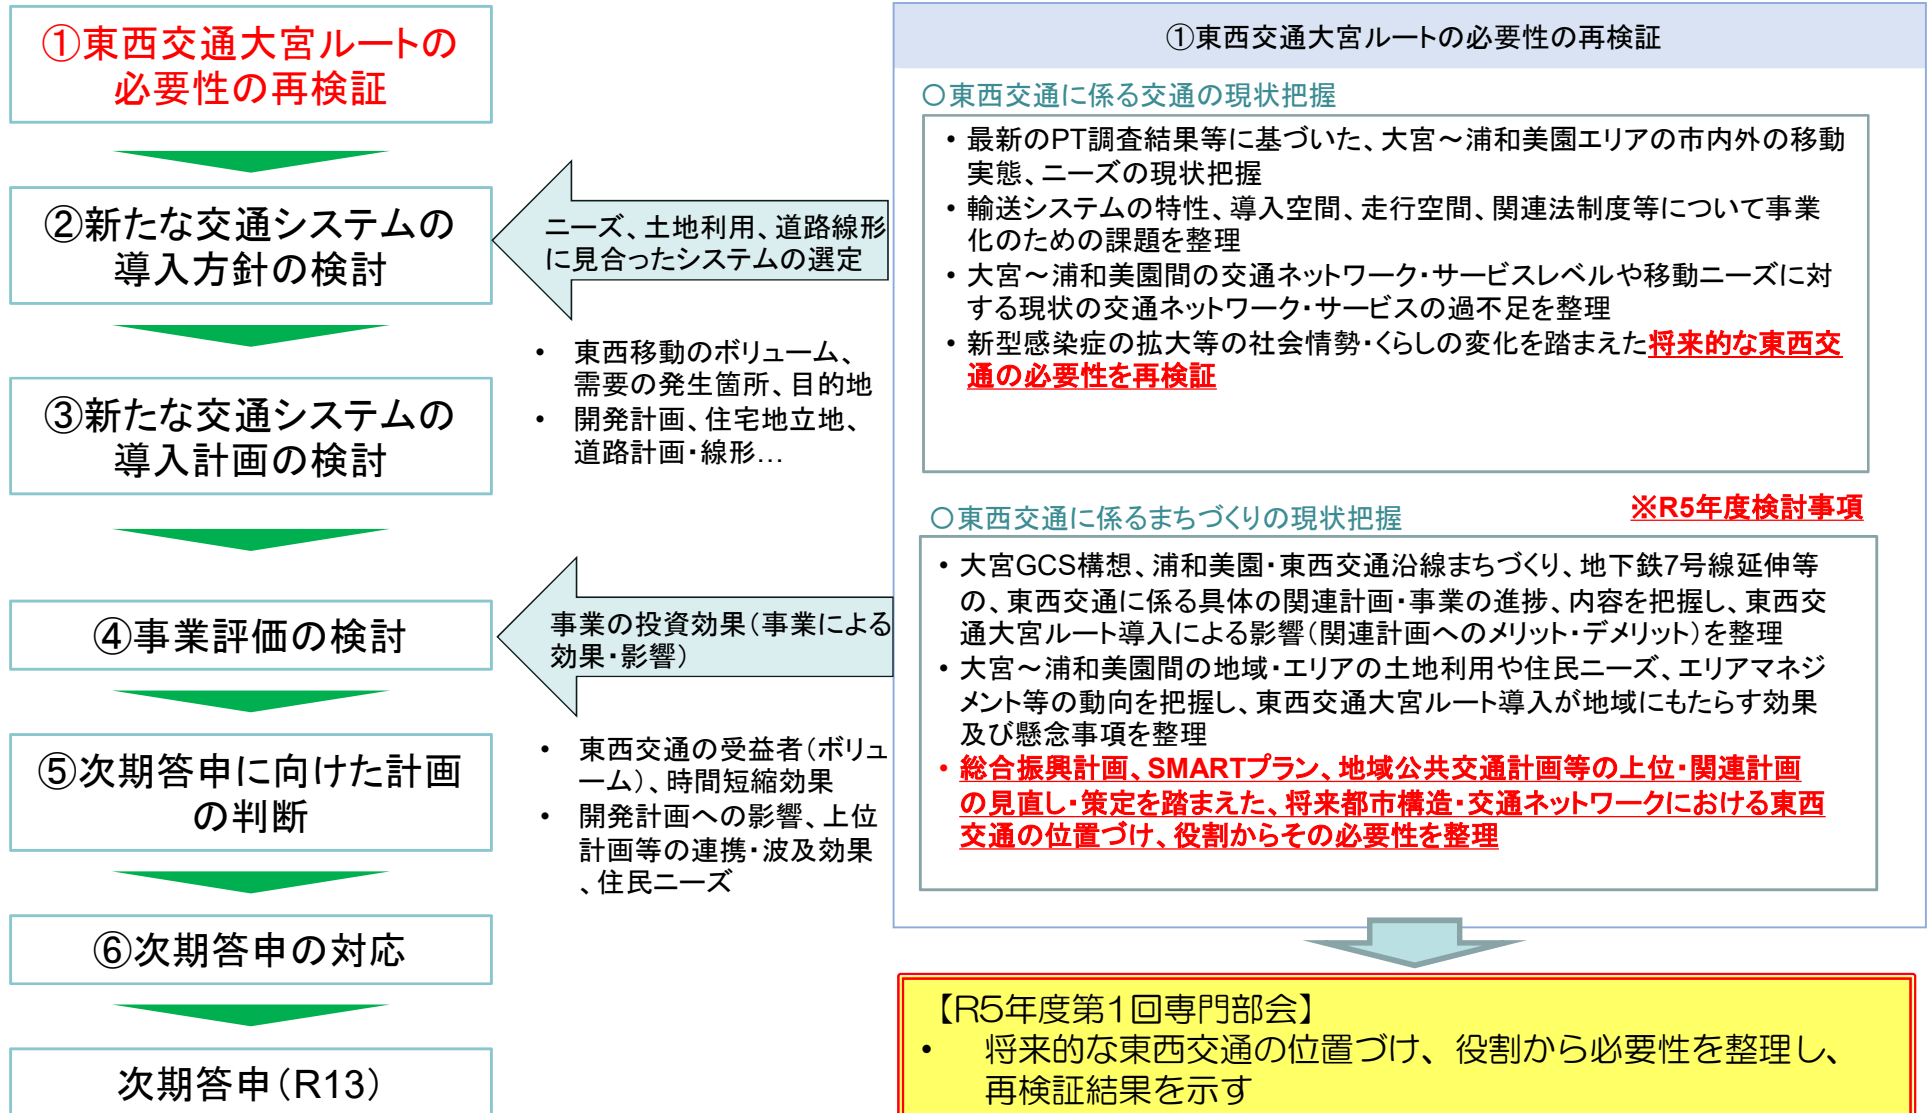 ①東西交通大宮ルートの
必要性の再検証
②新たな交通システムの
導入方針の検討
③新たな交通システムの
導入計画の検討
④事業評価の検討
⑤次期答申に向けた計画
の判断
⑥次期答申の対応
次期答申(R13)
ニーズ、土地利用、道路線形
に見合ったシステムの選定
• 東西移動のボリューム、
需要の発生箇所、目的地
• 開発計画、住宅地立地、
道路計画・線形…
事業の投資効果(事業による
効果・影響)
• 東西交通の受益者(ボリュ
ーム)、時間短縮効果
• 開発計画への影響、上位
計画等の連携・波及効果
、住民ニーズ
①東西交通大宮ルートの必要性の再検証
○東西交通に係る交通の現状把握
• 最新のPT調査結果等に基づいた、大宮~浦和美園エリアの市内外の移動
実態、ニーズの現状把握
• 輸送システムの特性、導入空間、走行空間、関連法制度等について事業
化のための課題を整理
• 大宮~浦和美園間の交通ネットワーク・サービスレベルや移動ニーズに対
する現状の交通ネットワーク・サービスの過不足を整理
• 新型感染症の拡大等の社会情勢・くらしの変化を踏まえた将来的な東西交
通の必要性を再検証
※R5年度検討事項
○東西交通に係るまちづくりの現状把握
• 大宮GCS構想、浦和美園・東西交通沿線まちづくり、地下鉄7号線延伸等
の、東西交通に係る具体の関連計画・事業の進捗、内容を把握し、東西交
通大宮ルート導入による影響(関連計画へのメリット・デメリット)を整理
• 大宮~浦和美園間の地域・エリアの土地利用や住民ニーズ、エリアマネジ
メント等の動向を把握し、東西交通大宮ルート導入が地域にもたらす効果
及び懸念事項を整理
• 総合振興計画、SMARTプラン、地域公共交通計画等の上位・関連計画
の見直し・策定を踏まえた、将来都市構造・交通ネットワークにおける東西
交通の位置づけ、役割からその必要性を整理
【R5年度第1回専門部会】
• 将来的な東西交通の位置づけ、役割から必要性を整理し、
再検証結果を示す